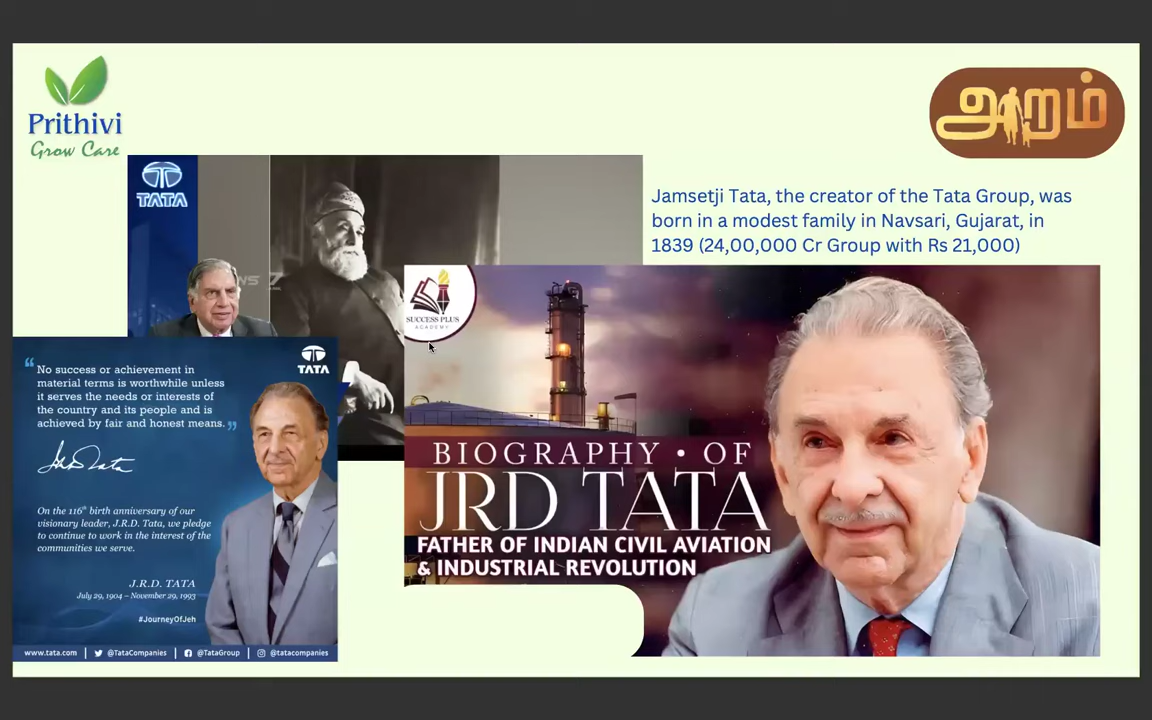 Prithivi
Grow Care
அறம்
TATA
Jamsetji Tata, the creator of the Tata Group, was
born in a modest family in Navsari, Gujarat, in
1839 (24,00,000 Cr Group with Rs 21,000)
SUCCESS PLUS
ACADEMY
“ No success or achievement in
material terms is worthwhile unless
it serves the needs or interests of
the country and its people and is
achieved by fair and honest means. ”
TATA
On the 116th birth anniversary of our
visionary leader, J.R.D. Tata, we pledge
to continue to work in the interest of the
communities we serve.
J.R.D. TATA
July 29, 1904 – November 29, 1993
#JourneyOfJeh
www.tata.com | @TataCompanies | @TataGroup | @tatacompanies
BIOGRAPHY • OF
JRD TATA
FATHER OF INDIAN CIVIL AVIATION
& INDUSTRIAL REVOLUTION